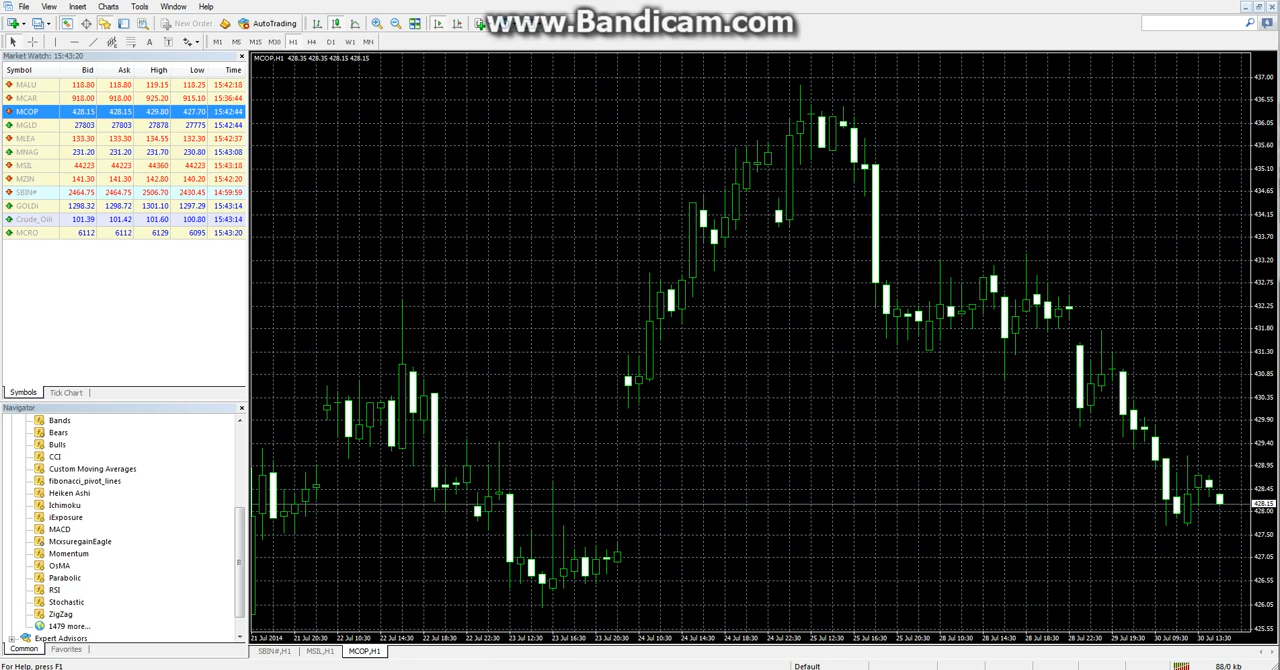 File View Insert Charts Tools Window Help
www.Bandicam.com
New Order AutoTrading
A T M1 M5 M15 M30 H1 H4 D1 W1 MN
Market Watch: 15:43:20
Symbol Bid Ask High Low Time
MALU 118.80 118.80 119.15 118.25 15:42:18
MCAR 918.00 918.00 925.20 915.10 15:36:44
MCOP 428.15 428.15 429.80 427.70 15:42:44
MGLD 27803 27803 27878 27775 15:42:44
MLEA 133.30 133.30 134.55 132.30 15:42:37
MNAG 231.20 231.20 231.70 230.80 15:43:08
MSIL 44223 44223 44360 44223 15:43:18
MZIN 141.30 141.30 142.80 140.20 15:42:20
SBIN# 2464.75 2464.75 2506.70 2430.45 14:59:59
GOLDi 1298.32 1298.72 1301.10 1297.29 15:43:14
Crude_Oili 101.39 101.42 101.60 100.80 15:43:14
MCRO 6112 6112 6129 6095 15:43:20
Symbols Tick Chart
Navigator
Bands
Bears
Bulls
CCI
Custom Moving Averages
fibonacci_pivot_lines
Heiken Ashi
Ichimoku
iExposure
MACD
McxsuregainEagle
Momentum
OsMA
Parabolic
RSI
Stochastic
ZigZag
1479 more...
Expert Advisors
Common Favorites
MCOP,H1 428.35 428.35 428.15 428.15
437.00
436.55
436.05
435.60
435.10
434.65
434.15
433.70
433.20
432.75
432.25
431.80
431.30
430.85
430.35
429.90
429.40
428.95
428.45
428.15
428.00
427.50
427.05
426.55
426.05
425.55
21 Jul 2014 21 Jul 20:30 22 Jul 10:30 22 Jul 14:30 22 Jul 18:30 22 Jul 22:30 23 Jul 12:30 23 Jul 16:30 23 Jul 20:30 24 Jul 10:30 24 Jul 14:30 24 Jul 18:30 24 Jul 22:30 25 Jul 12:30 25 Jul 16:30 25 Jul 20:30 28 Jul 10:30 28 Jul 14:30 28 Jul 18:30 28 Jul 22:30 29 Jul 19:30 30 Jul 09:30 30 Jul 13:30
SBIN#,H1 MSIL,H1 MCOP,H1
For Help, press F1 Default 88/0 kb